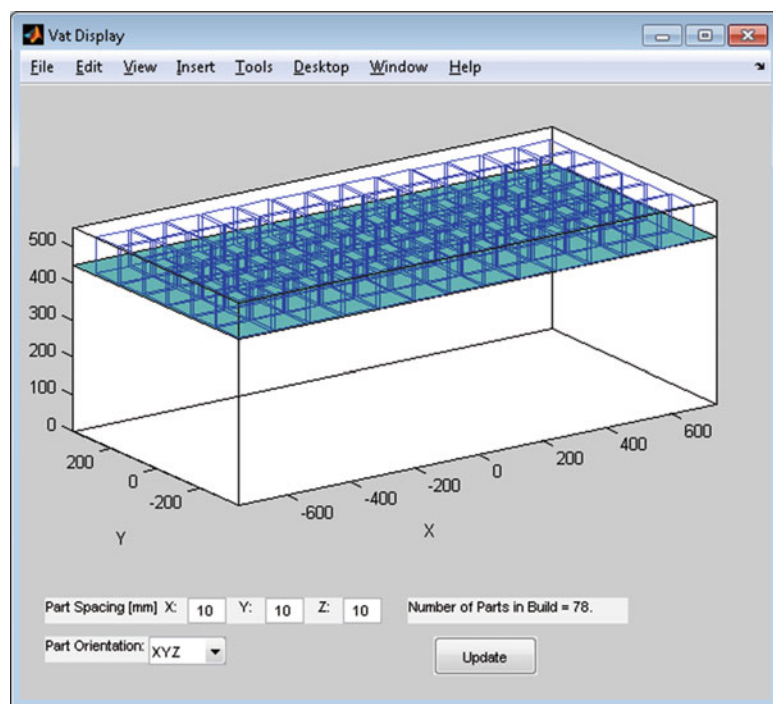 Vat Display
File Edit View Insert Tools Desktop Window Help
500
400
300
200
100
0
200
0
-200
Y
-600
-400
-200
0
200
400
600
X
Part Spacing [mm] X: 10 Y: 10 Z: 10 Number of Parts in Build = 78.
Part Orientation: XYZ Update